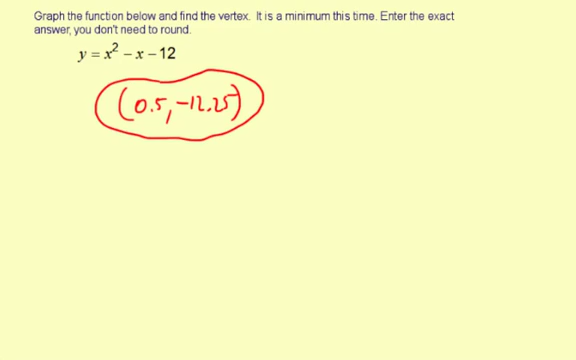 Graph the function below and find the vertex. It is a minimum this time. Enter the exact
answer, you don't need to round.
y = x² − x − 12
(0.5, −12.25)